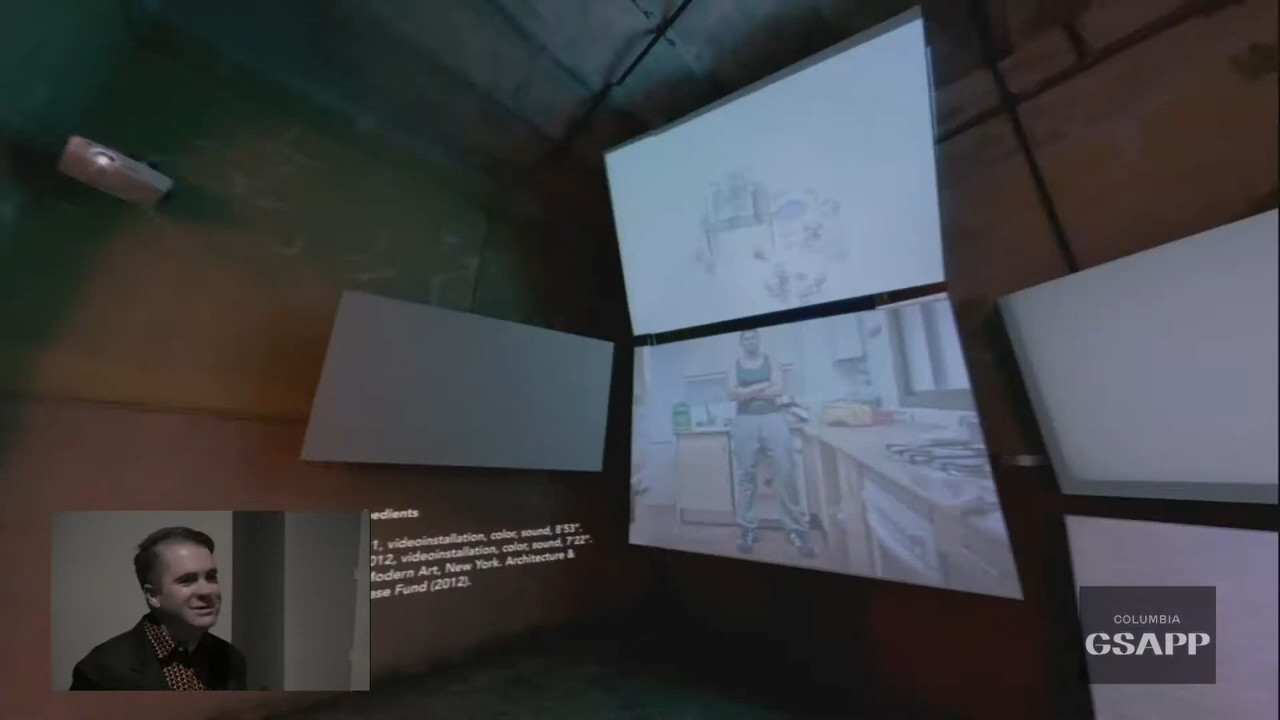 edients
1, videoinstallation, color, sound, 8'53".
012, videoinstallation, color, sound, 7'22".
Modern Art, New York. Architecture &
ase Fund (2012).
COLUMBIA
GSAPP